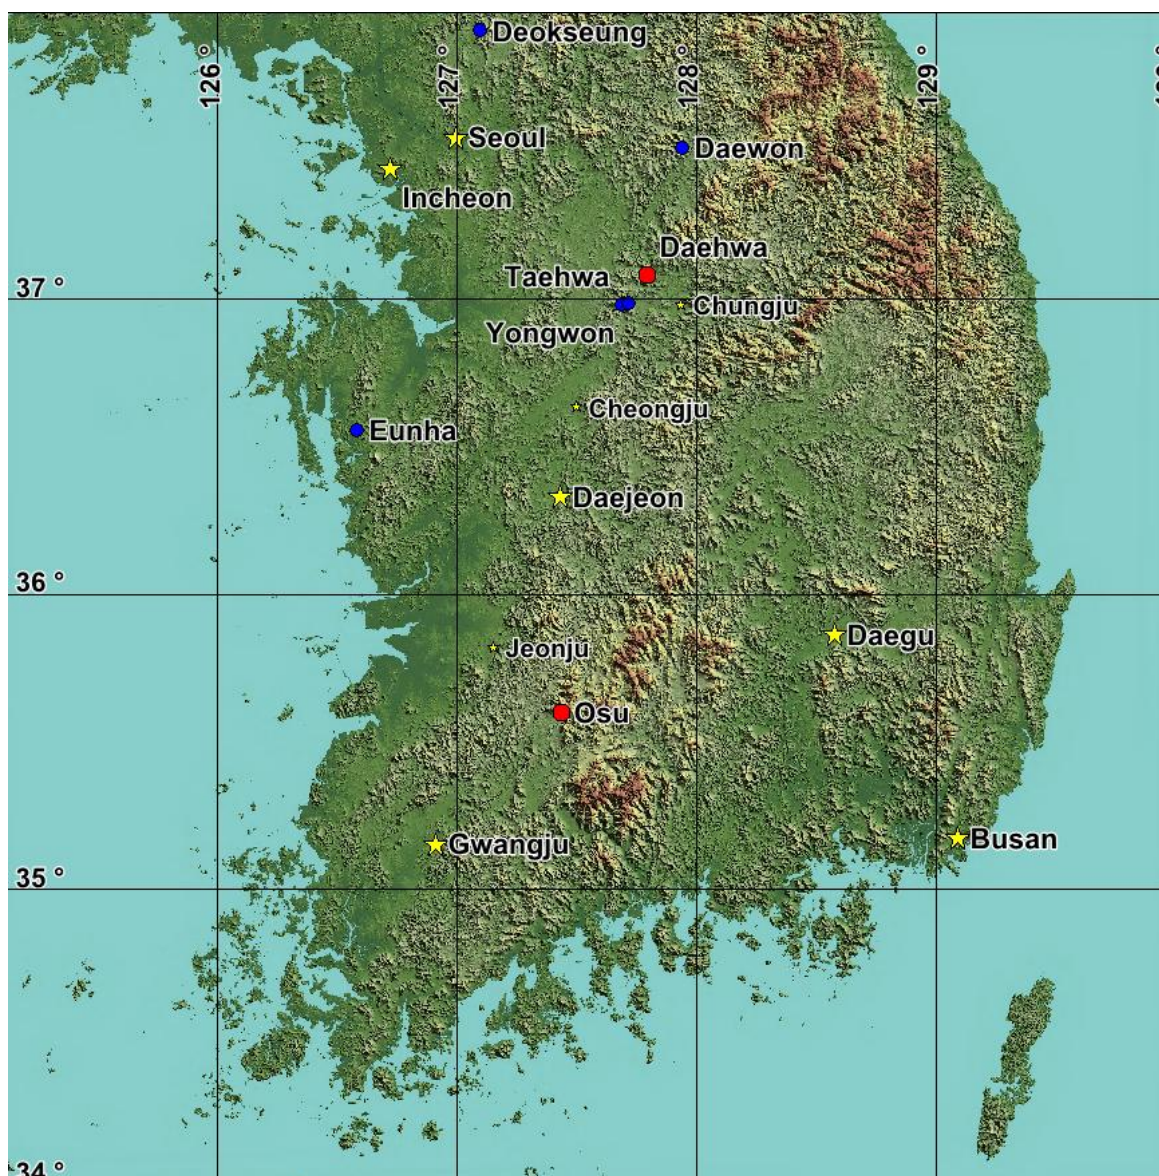 Deokseung
126 °
127 °
128 °
129 °
Seoul
Daewon
Incheon
Daehwa
Taehwa
37 °
Chungju
Yongwon
Cheongju
Eunha
Daejeon
36 °
Daegu
Jeonju
Osu
Gwangju
Busan
35 °
34 °